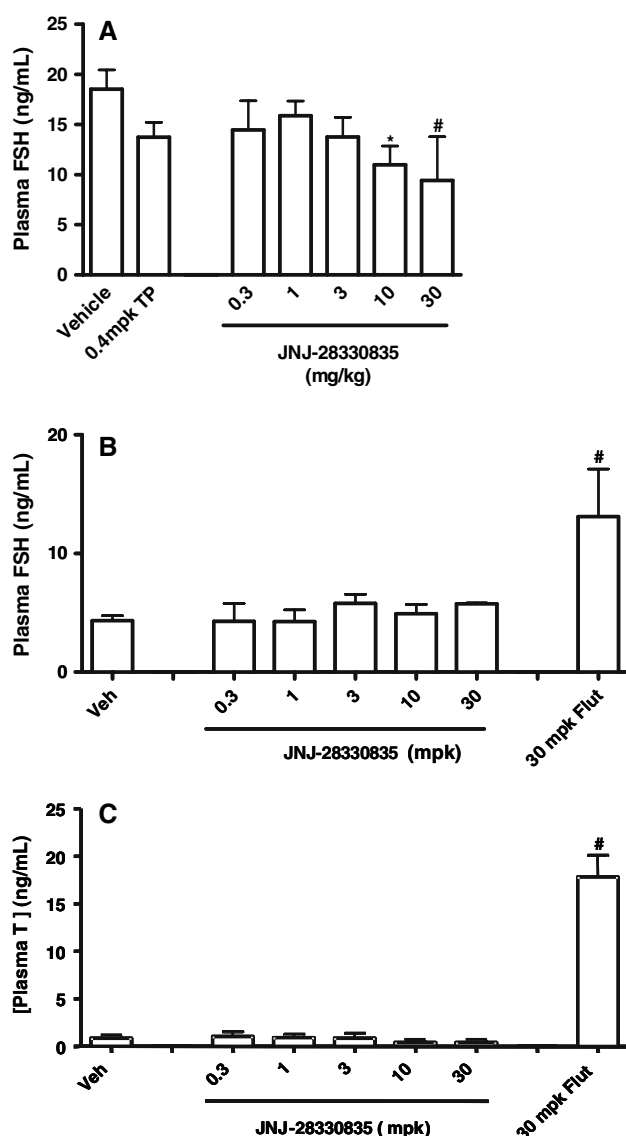 A
Plasma FSH (ng/mL)
25
20
15
10
5
0
*
#
Vehicle
0.4mpk TP
0.3
1
3
10
30
JNJ-28330835
(mg/kg)
B
Plasma FSH (ng/mL)
20
10
0
#
Veh
0.3
1
3
10
30
30 mpk Flut
JNJ-28330835 (mpk)
C
[Plasma T ] (ng/mL)
25
20
15
10
5
0
#
Veh
0.3
1
3
10
30
30 mpk Flut
JNJ-28330835 ( mpk)